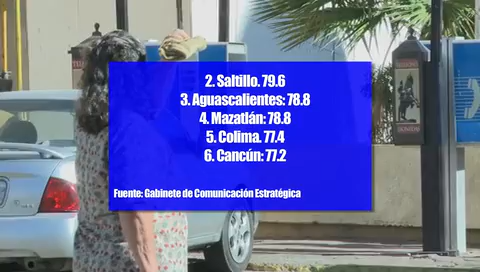 2. Saltillo. 79.6
3. Aguascalientes: 78.8
4. Mazatlán: 78.8
5. Colima. 77.4
6. Cancún: 77.2
Fuente: Gabinete de Comunicación Estratégica